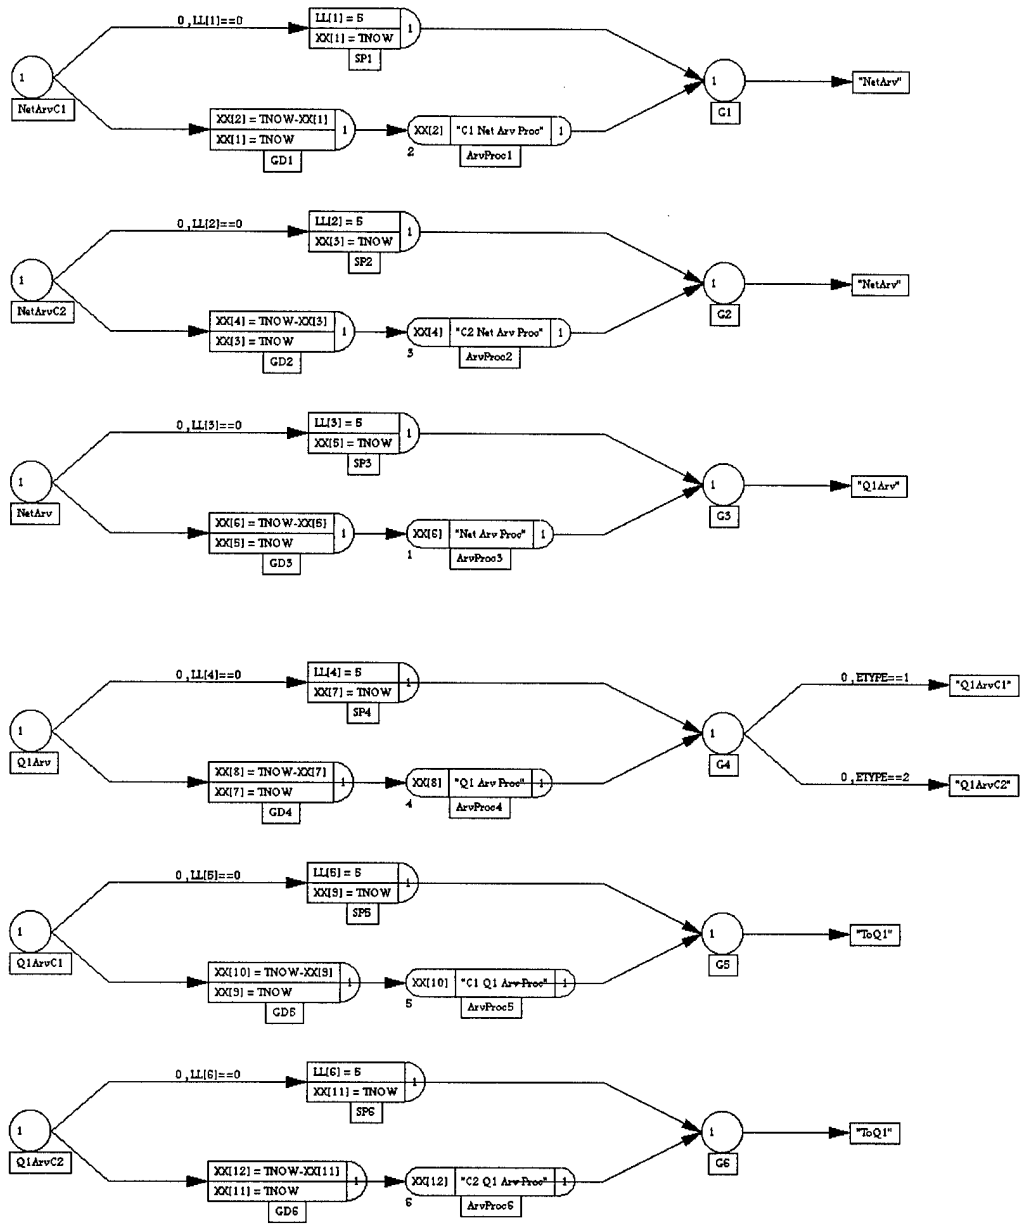 0 ,LL[1]==0
LL[1] = 5
XX[1] = TNOW
1
SP1
1
NetArvC1
XX[2] = TNOW-XX[1]
XX[1] = TNOW
1
GD1
XX[2] "C1 Net Arv Proc" 1
2
ArvProc1
1
G1
"NetArv"
0 ,LL[2]==0
LL[2] = 5
XX[3] = TNOW
1
SP2
1
NetArvC2
XX[4] = TNOW-XX[3]
XX[3] = TNOW
1
GD2
XX[4] "C2 Net Arv Proc" 1
3
ArvProc2
1
G2
"NetArv"
0 ,LL[3]==0
LL[3] = 5
XX[5] = TNOW
1
SP3
1
NetArv
XX[6] = TNOW-XX[5]
XX[5] = TNOW
1
GD3
XX[6] "Net Arv Proc" 1
1
ArvProc3
1
G3
"Q1Arv"
0 ,LL[4]==0
LL[4] = 5
XX[7] = TNOW
1
SP4
1
Q1Arv
XX[8] = TNOW-XX[7]
XX[7] = TNOW
1
GD4
XX[8] "Q1 Arv Proc" 1
4
ArvProc4
1
G4
0 ,ETYPE==1
"Q1ArvC1"
0 ,ETYPE==2
"Q1ArvC2"
0 ,LL[5]==0
LL[5] = 5
XX[9] = TNOW
1
SP5
1
Q1ArvC1
XX[10] = TNOW-XX[9]
XX[9] = TNOW
1
GD5
XX[10] "C1 Q1 Arv Proc" 1
5
ArvProc5
1
G5
"ToQ1"
0 ,LL[6]==0
LL[6] = 5
XX[11] = TNOW
1
SP6
1
Q1ArvC2
XX[12] = TNOW-XX[11]
XX[11] = TNOW
1
GD6
XX[12] "C2 Q1 Arv Proc" 1
6
ArvProc6
1
G6
"ToQ1"